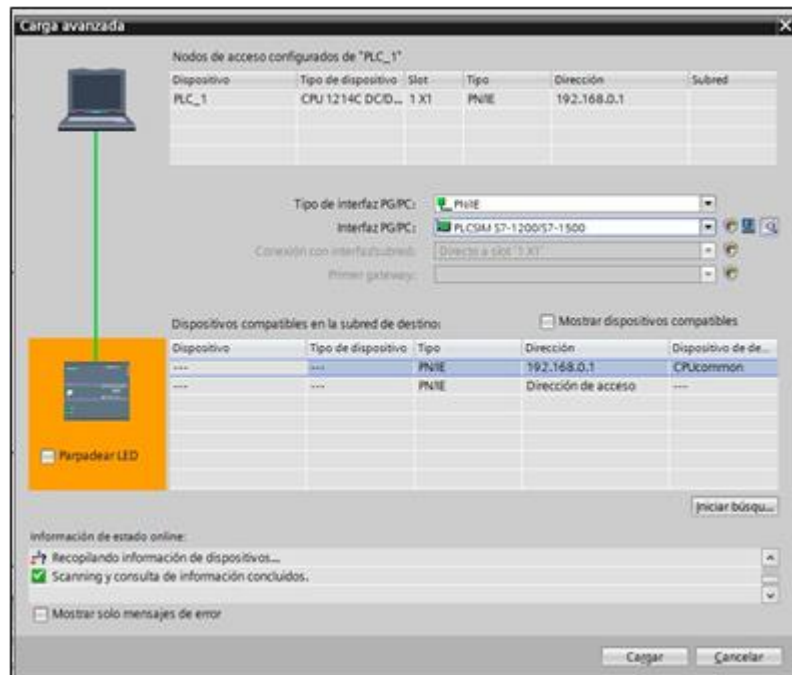 Carga avanzada
Nodos de acceso configurados de "PLC_1"
Dispositivo Tipo de dispositivo Slot Tipo Dirección Subred
PLC_1 CPU 1214C DC/D... 1 X1 PN/IE 192.168.0.1
Tipo de interfaz PG/PC: PN/IE
Interfaz PG/PC: PLCSIM S7-1200/S7-1500
Conexión con interfaz/subred: Directo a slot '1 X1'
Primer gateway:
Dispositivos compatibles en la subred de destino: Mostrar dispositivos compatibles
Dispositivo Tipo de dispositivo Tipo Dirección Dispositivo de de...
--- --- PN/IE 192.168.0.1 CPUcommon
--- --- PN/IE Dirección de acceso ---
Parpadear LED
Iniciar búsqu...
Información de estado online:
Recopilando información de dispositivos...
Scanning y consulta de información concluidos.
Mostrar solo mensajes de error
Cargar Cancelar